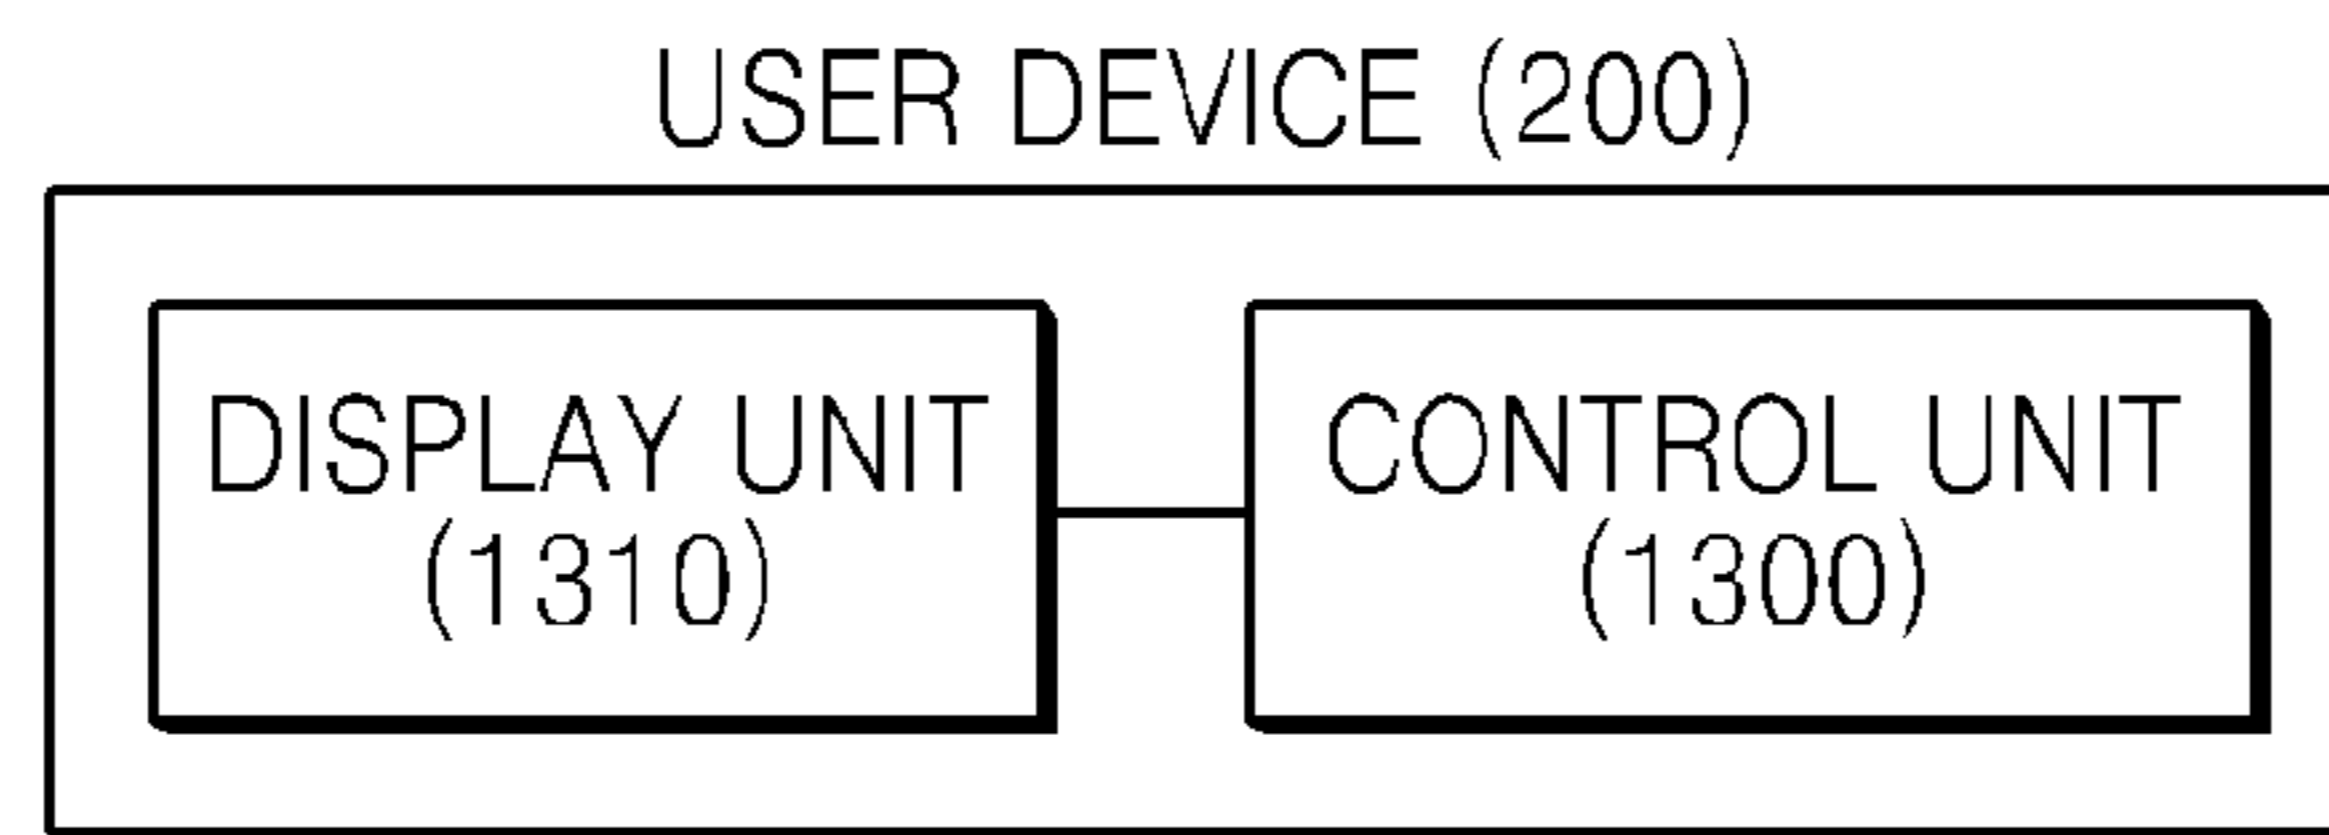 USER DEVICE (200)
DISPLAY UNIT
(1310)
CONTROL UNIT
(1300)